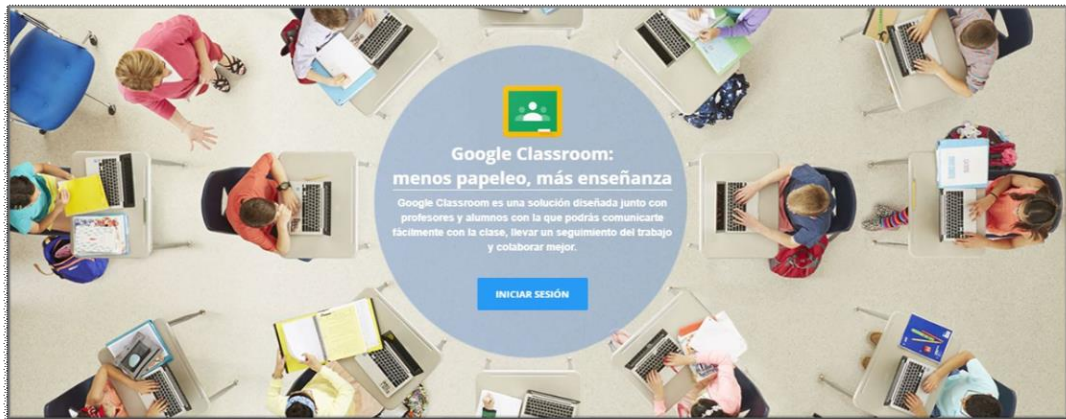 Google Classroom:
menos papeleo, más enseñanza
Google Classroom es una solución diseñada junto con
profesores y alumnos con la que podrás comunicarte
fácilmente con la clase, llevar un seguimiento del trabajo
y colaborar mejor.
INICIAR SESIÓN